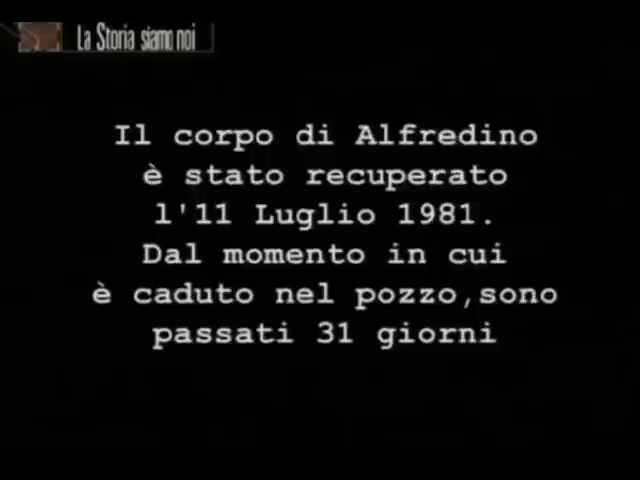 La Storia siamo noi
Il corpo di Alfredino
è stato recuperato
l'11 Luglio 1981.
Dal momento in cui
è caduto nel pozzo,sono
passati 31 giorni